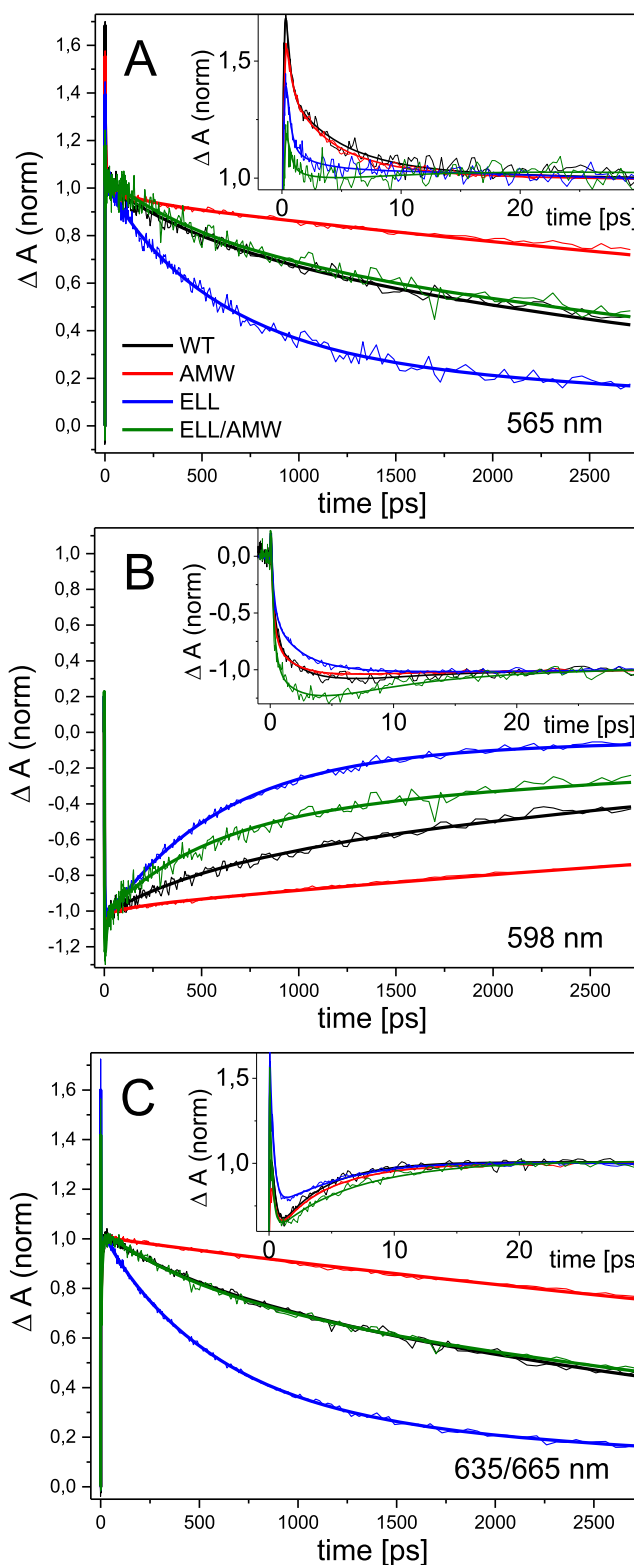 A
Δ A (norm)
1,6
1,4
1,2
1,0
0,8
0,6
0,4
0,2
0,0
Δ A (norm)
1,5
1,0
0 10 20
time [ps]
WT
AMW
ELL
ELL/AMW
565 nm
0 500 1000 1500 2000 2500
time [ps]
B
Δ A (norm)
1,0
0,8
0,6
0,4
0,2
0,0
-0,2
-0,4
-0,6
-0,8
-1,0
-1,2
Δ A (norm)
0,0
-0,5
-1,0
0 10 20
time [ps]
598 nm
0 500 1000 1500 2000 2500
time [ps]
C
Δ A (norm)
1,6
1,4
1,2
1,0
0,8
0,6
0,4
0,2
0,0
Δ A (norm)
1,5
1,0
0 10 20
time [ps]
635/665 nm
0 500 1000 1500 2000 2500
time [ps]